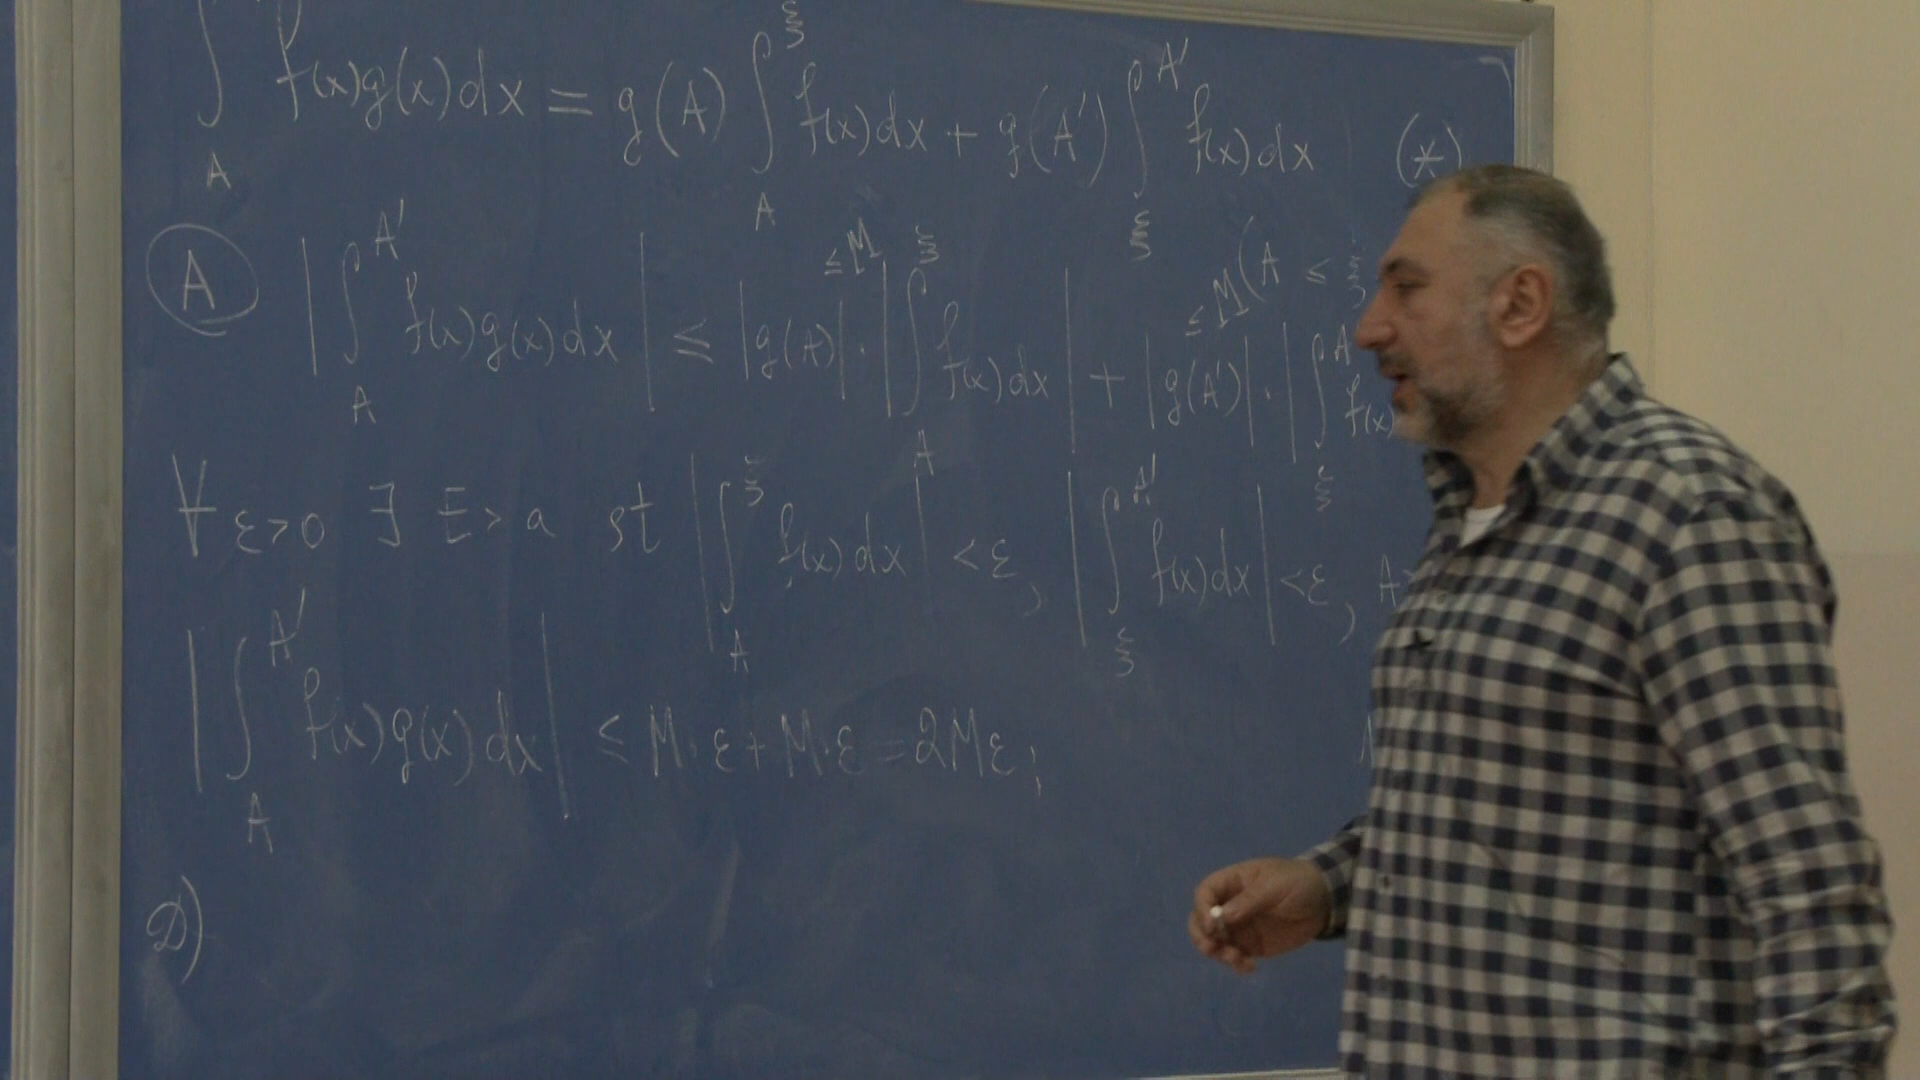 ∫_A f(x)g(x)dx = g(A) ∫_A^ξ f(x)dx + g(A') ∫_ξ^{A'} f(x)dx (*)
Ⓐ |∫_A^{A'} f(x)g(x)dx| ≤ |g(A)|^{≤M} · |∫_A^ξ f(x)dx| + |g(A')|^{≤M} · |∫_ξ^{A'} f(x) (A ≤ ξ
∀ε>0 ∃ E>a st |∫_A^ξ f(x)dx| <ε, |∫_ξ^{A'} f(x)dx| <ε, A>
|∫_A^{A'} f(x)g(x)dx| ≤ M·ε+M·ε=2Mε;
D)